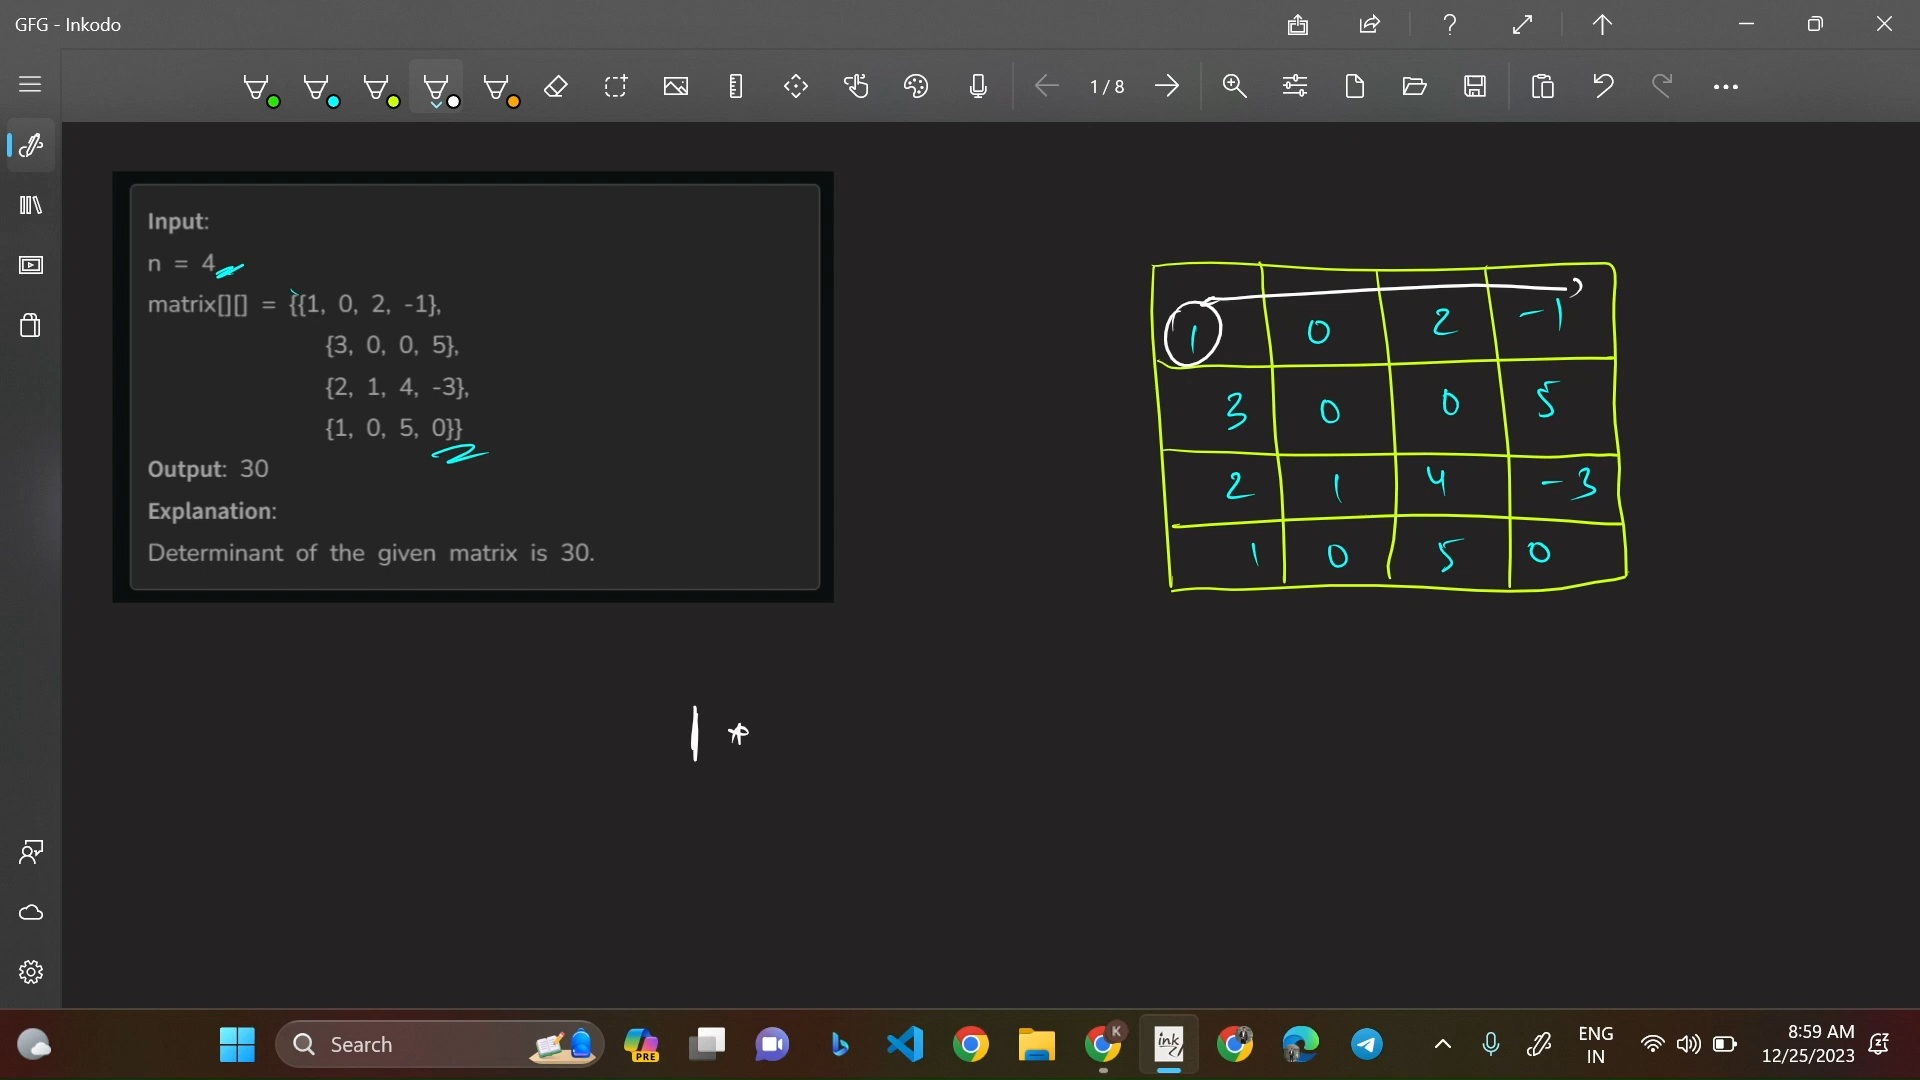 GFG - Inkodo
1 / 8
Input:
n = 4
matrix[][] = {{1, 0, 2, -1},
{3, 0, 0, 5},
{2, 1, 4, -3},
{1, 0, 5, 0}}
Output: 30
Explanation:
Determinant of the given matrix is 30.
1 0 2 -1
3 0 0 5
2 1 4 -3
1 0 5 0
1 *
Search
PRE
K
ink
ENG
IN
8:59 AM
12/25/2023